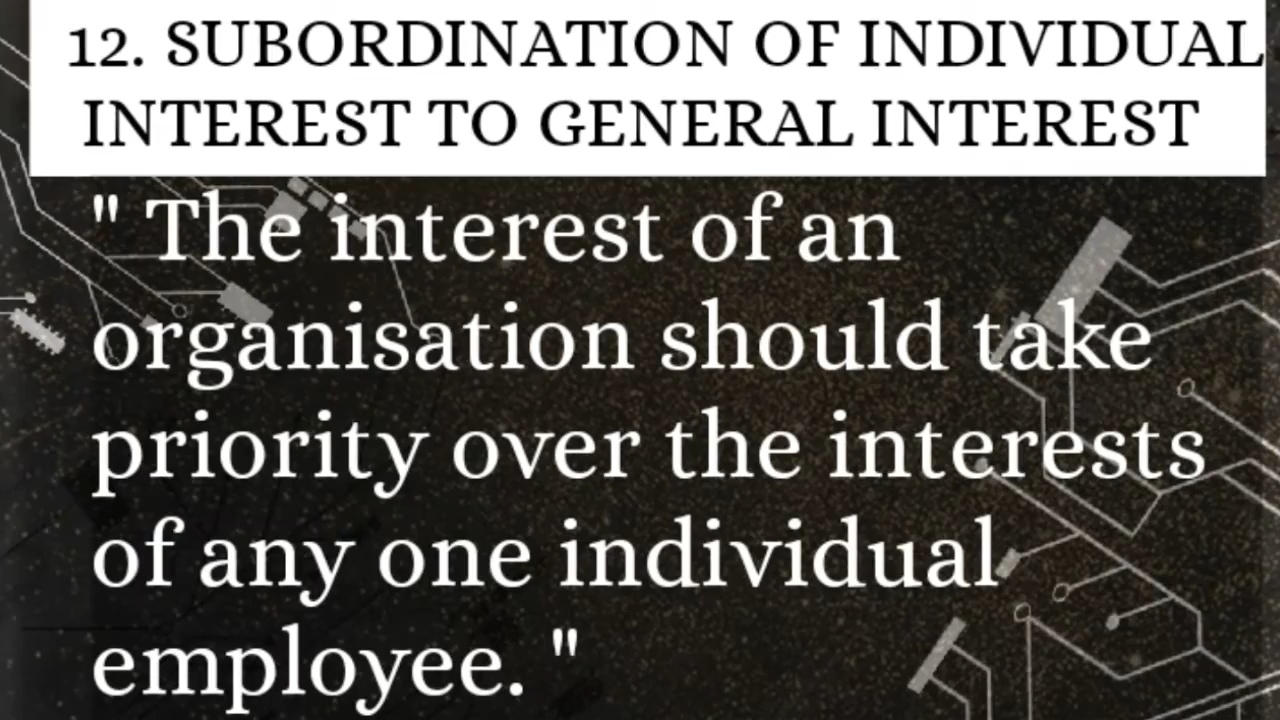 12. SUBORDINATION OF INDIVIDUAL
INTEREST TO GENERAL INTEREST
" The interest of an
organisation should take
priority over the interests
of any one individual
employee. "